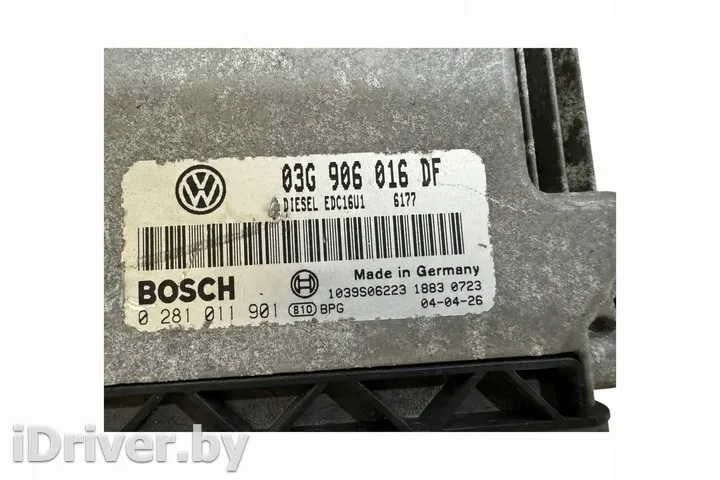 03G 906 016 DF
DIESEL EDC16U1 6177
BOSCH
Made in Germany
1039S06223 1883 0723
0 281 011 901 810 BPG
04-04-26
iDriver.by